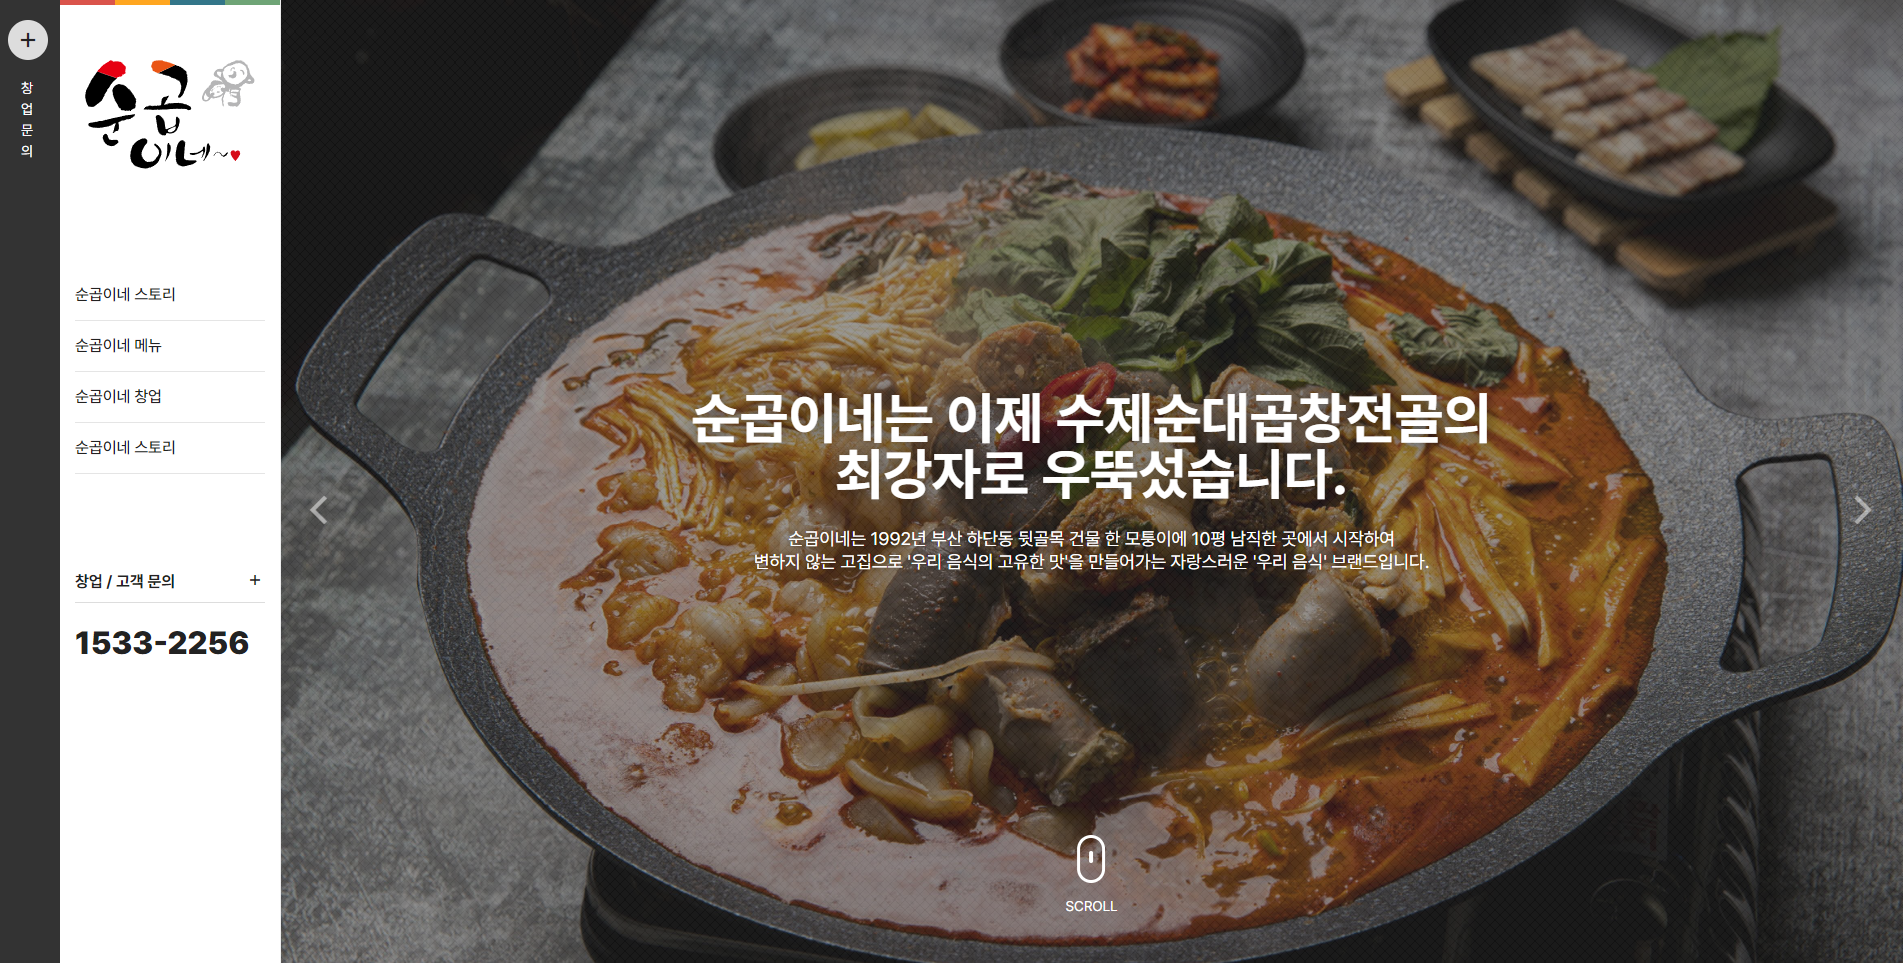 +
창
업
문
의
순곱
이네~♥
순곱이네 스토리
순곱이네 메뉴
순곱이네 창업
순곱이네 스토리
창업 / 고객 문의 +
1533-2256
순곱이네는 이제 수제순대곱창전골의
최강자로 우뚝섰습니다.
순곱이네는 1992년 부산 하단동 뒷골목 건물 한 모퉁이에 10평 남직한 곳에서 시작하여
변하지 않는 고집으로 '우리 음식의 고유한 맛'을 만들어가는 자랑스러운 '우리 음식' 브랜드입니다.
SCROLL